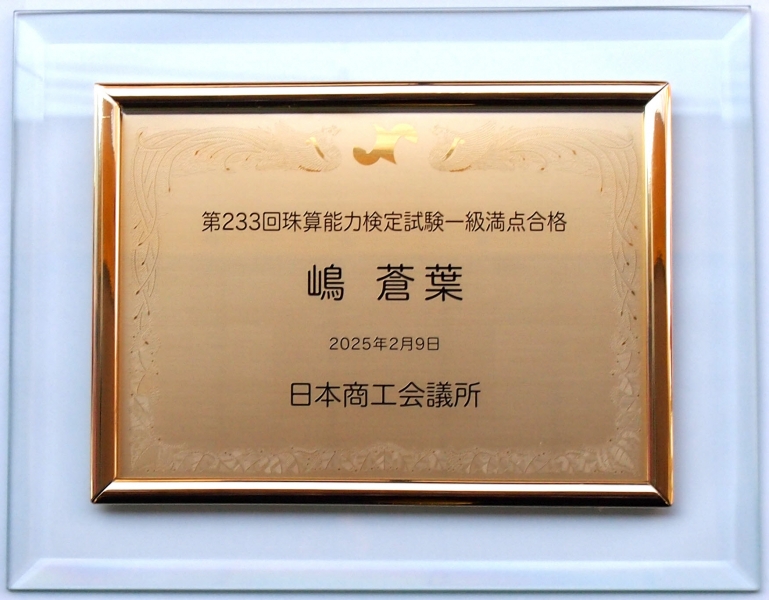 第233回珠算能力検定試験一級満点合格
嶋 蒼葉
2025年2月9日
日本商工会議所